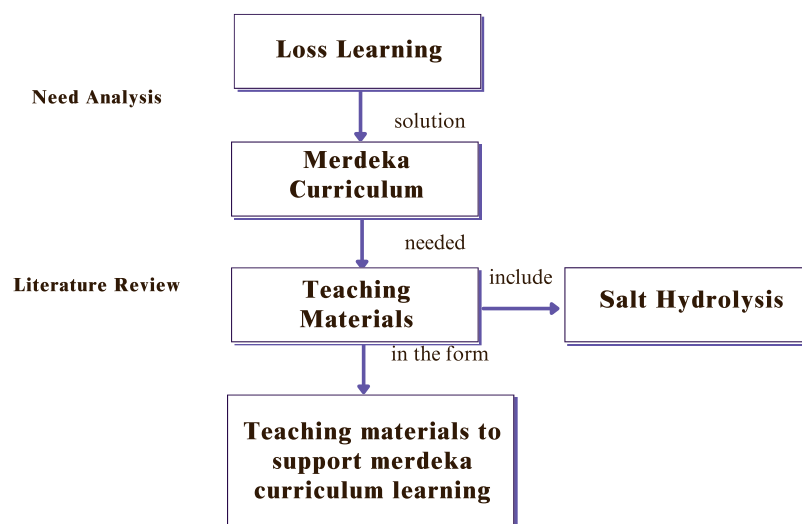 Loss Learning
Need Analysis
solution
Merdeka
Curriculum
needed
Literature Review
include
Teaching
Materials
Salt Hydrolysis
in the form
Teaching materials to
support merdeka
curriculum learning